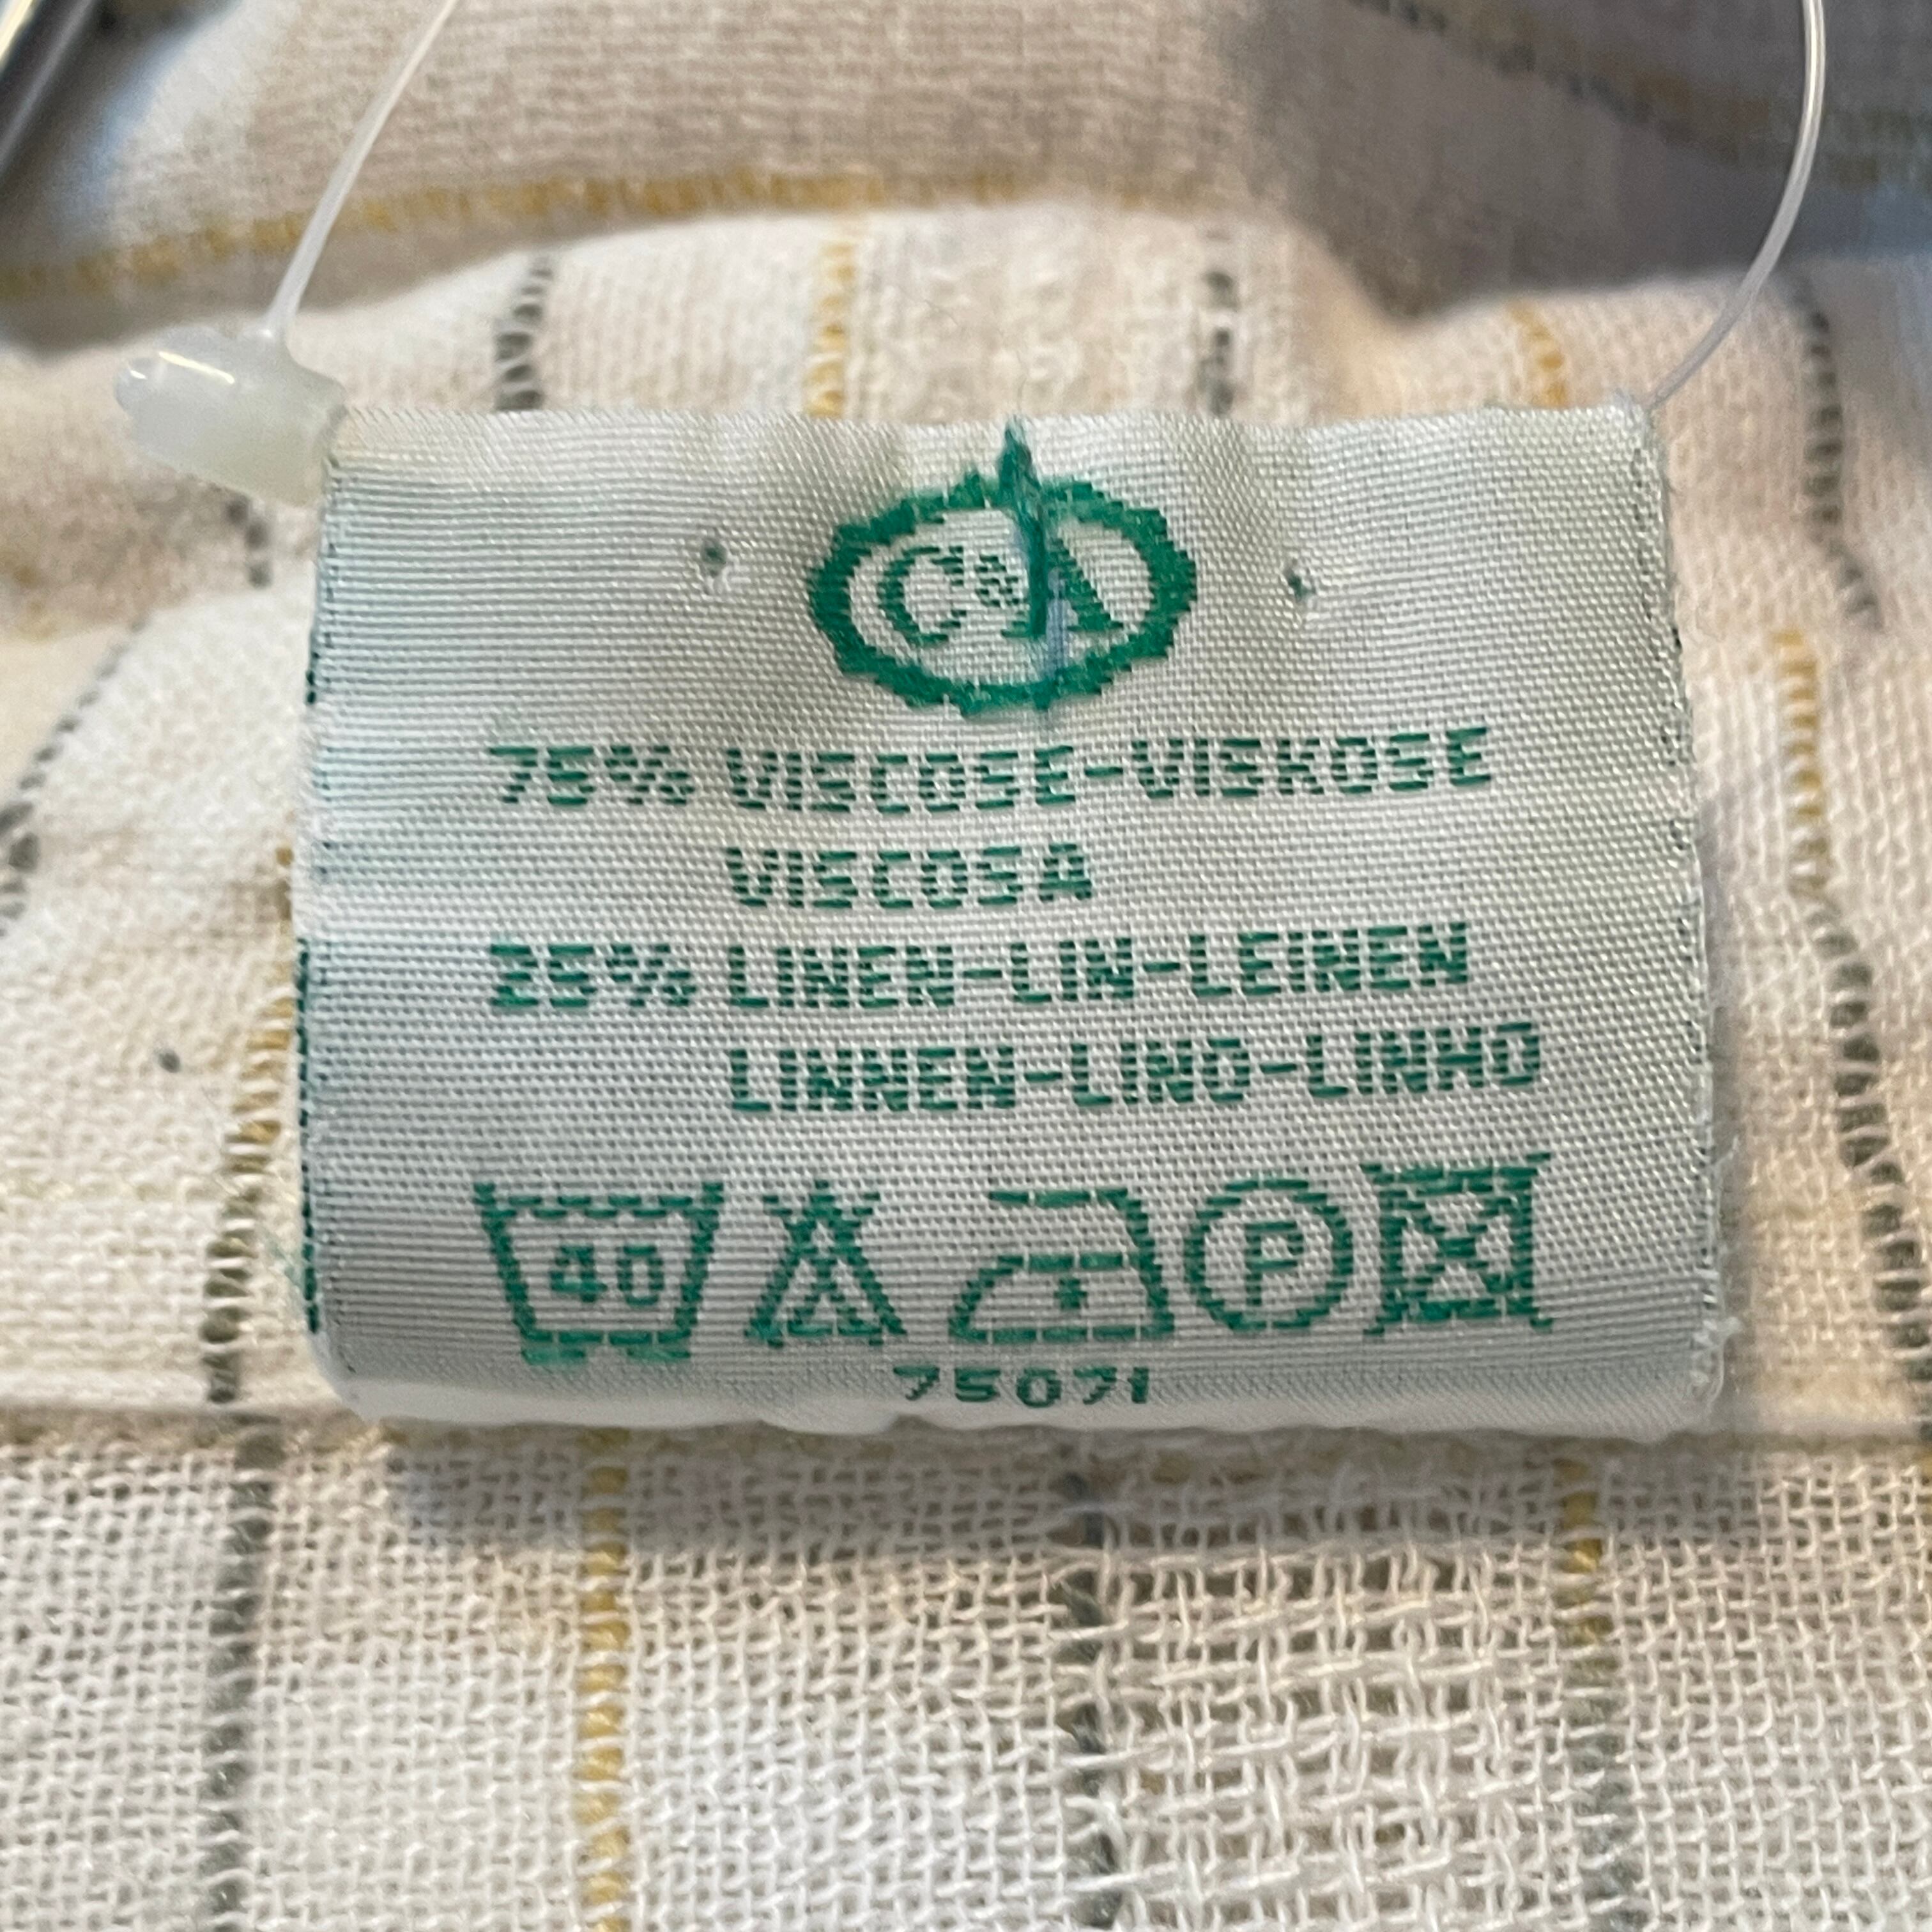 C&A
75% VISCOSE-VISKOSE
VISCOSA
25% LINEN-LIN-LEINEN
LINNEN-LINO-LINHO
40 P
75071